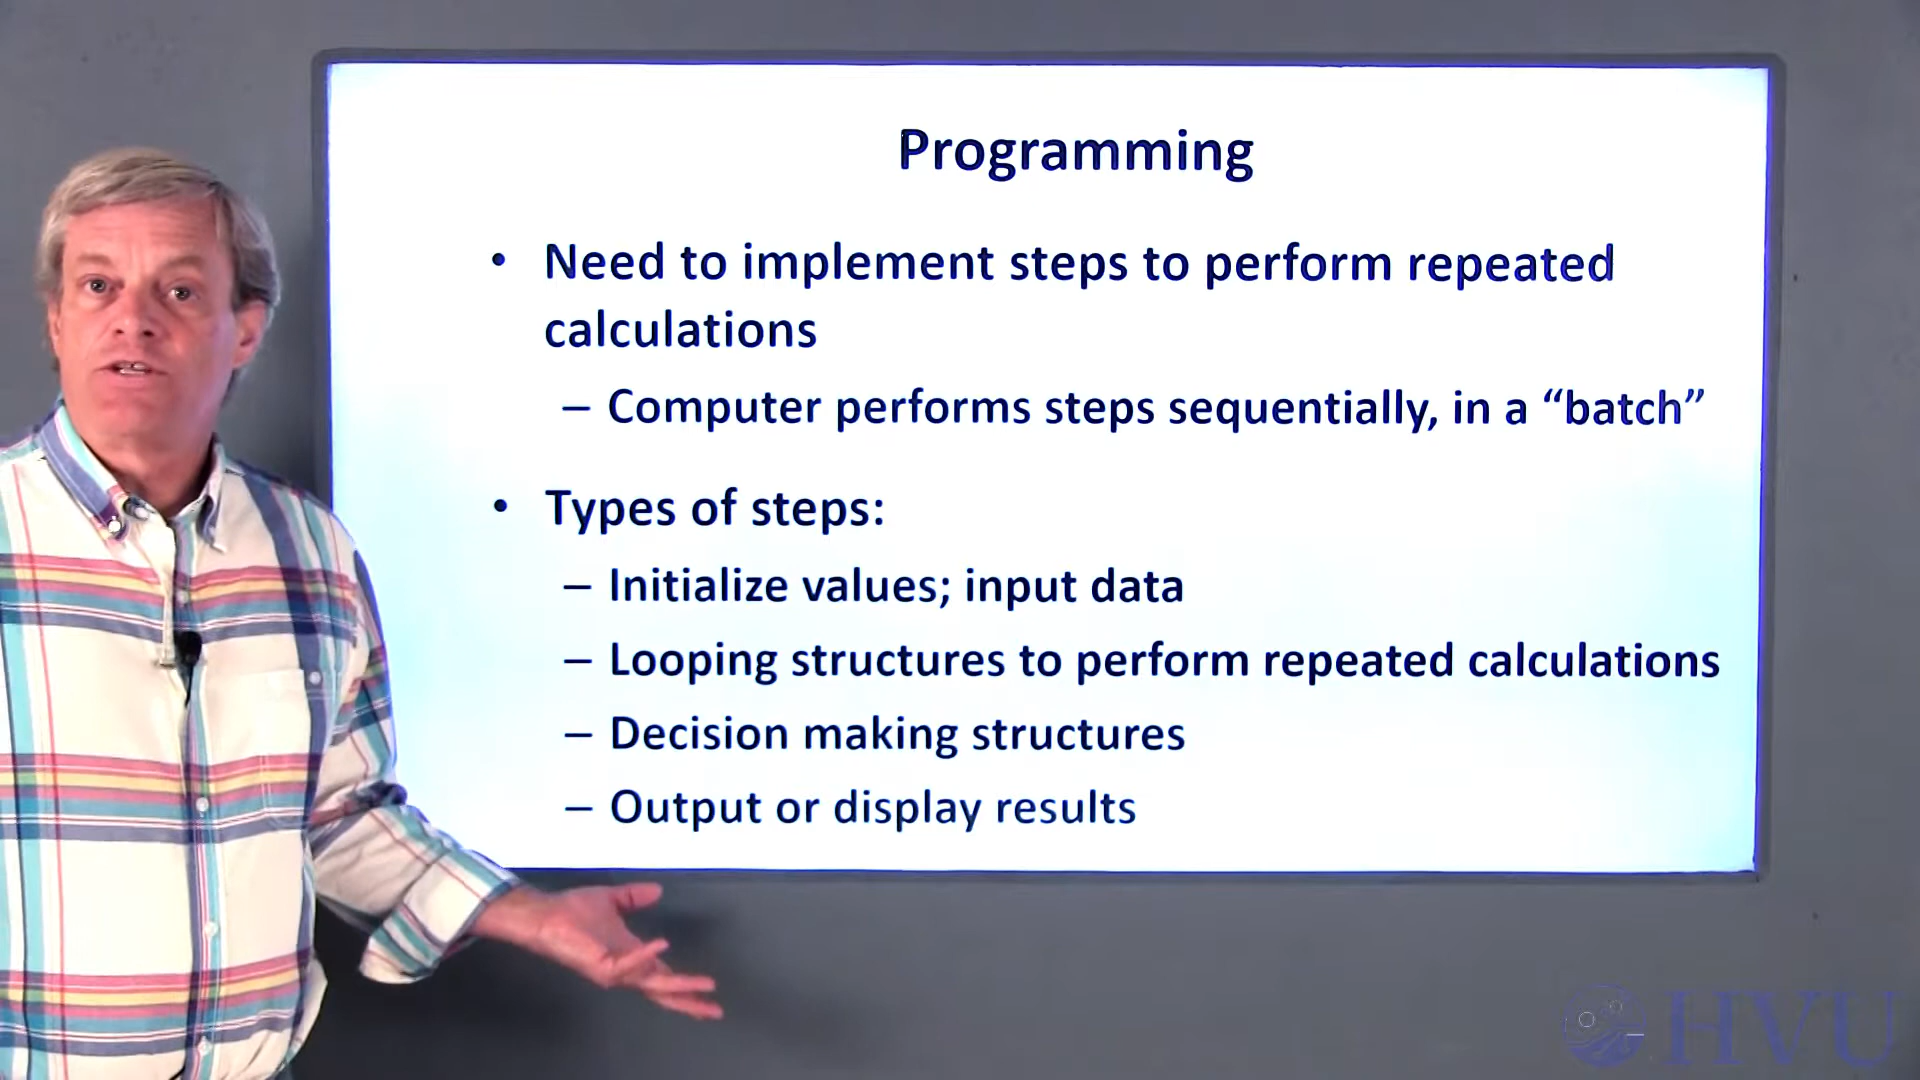 Programming
• Need to implement steps to perform repeated
calculations
– Computer performs steps sequentially, in a “batch”
• Types of steps:
– Initialize values; input data
– Looping structures to perform repeated calculations
– Decision making structures
– Output or display results
HVU